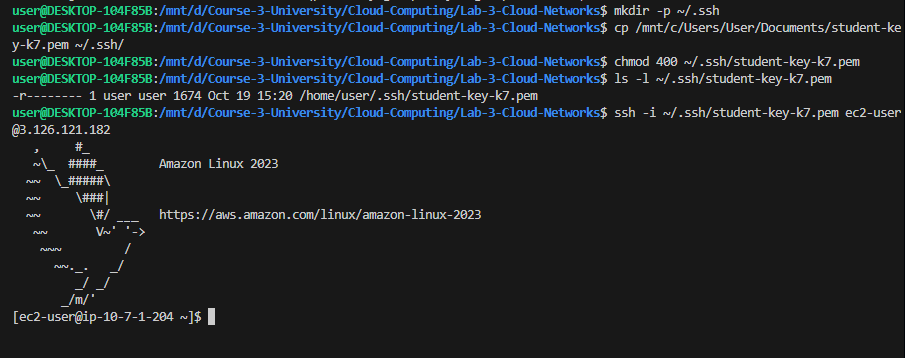 user@DESKTOP-104F85B:/mnt/d/Course-3-University/Cloud-Computing/Lab-3-Cloud-Networks$ mkdir -p ~/.ssh
user@DESKTOP-104F85B:/mnt/d/Course-3-University/Cloud-Computing/Lab-3-Cloud-Networks$ cp /mnt/c/Users/User/Documents/student-ke
y-k7.pem ~/.ssh/
user@DESKTOP-104F85B:/mnt/d/Course-3-University/Cloud-Computing/Lab-3-Cloud-Networks$ chmod 400 ~/.ssh/student-key-k7.pem
user@DESKTOP-104F85B:/mnt/d/Course-3-University/Cloud-Computing/Lab-3-Cloud-Networks$ ls -l ~/.ssh/student-key-k7.pem
-r-------- 1 user user 1674 Oct 19 15:20 /home/user/.ssh/student-key-k7.pem
user@DESKTOP-104F85B:/mnt/d/Course-3-University/Cloud-Computing/Lab-3-Cloud-Networks$ ssh -i ~/.ssh/student-key-k7.pem ec2-user
@3.126.121.182
   ,     #_
   ~\_  ####_        Amazon Linux 2023
  ~~  \_#####\
  ~~     \###|
  ~~       \#/ ___   https://aws.amazon.com/linux/amazon-linux-2023
   ~~       V~' '->
    ~~~         /
      ~~._.   _/
         _/ _/
       _/m/'
[ec2-user@ip-10-7-1-204 ~]$